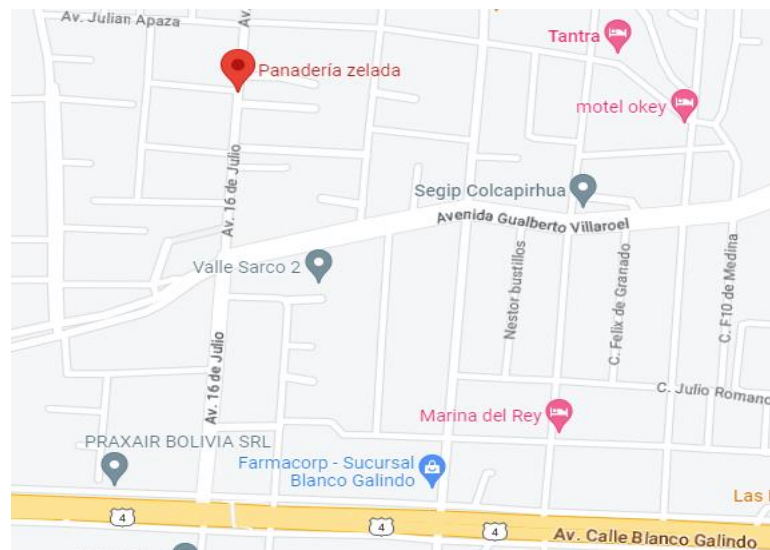 Av. Julian Apaza
Av.
Tantra
Panadería zelada
motel okey
Av. 16 de Julio
Segip Colcapirhua
Avenida Gualberto Villaroel
Valle Sarco 2
Nestor bustillos
C. Felix de Granado
C. F10 de Medina
Av. 16 de Julio
C. Julio Romano
Marina del Rey
PRAXAIR BOLIVIA SRL
Farmacorp - Sucursal
Blanco Galindo
Las
4
4
4
Av. Calle Blanco Galindo